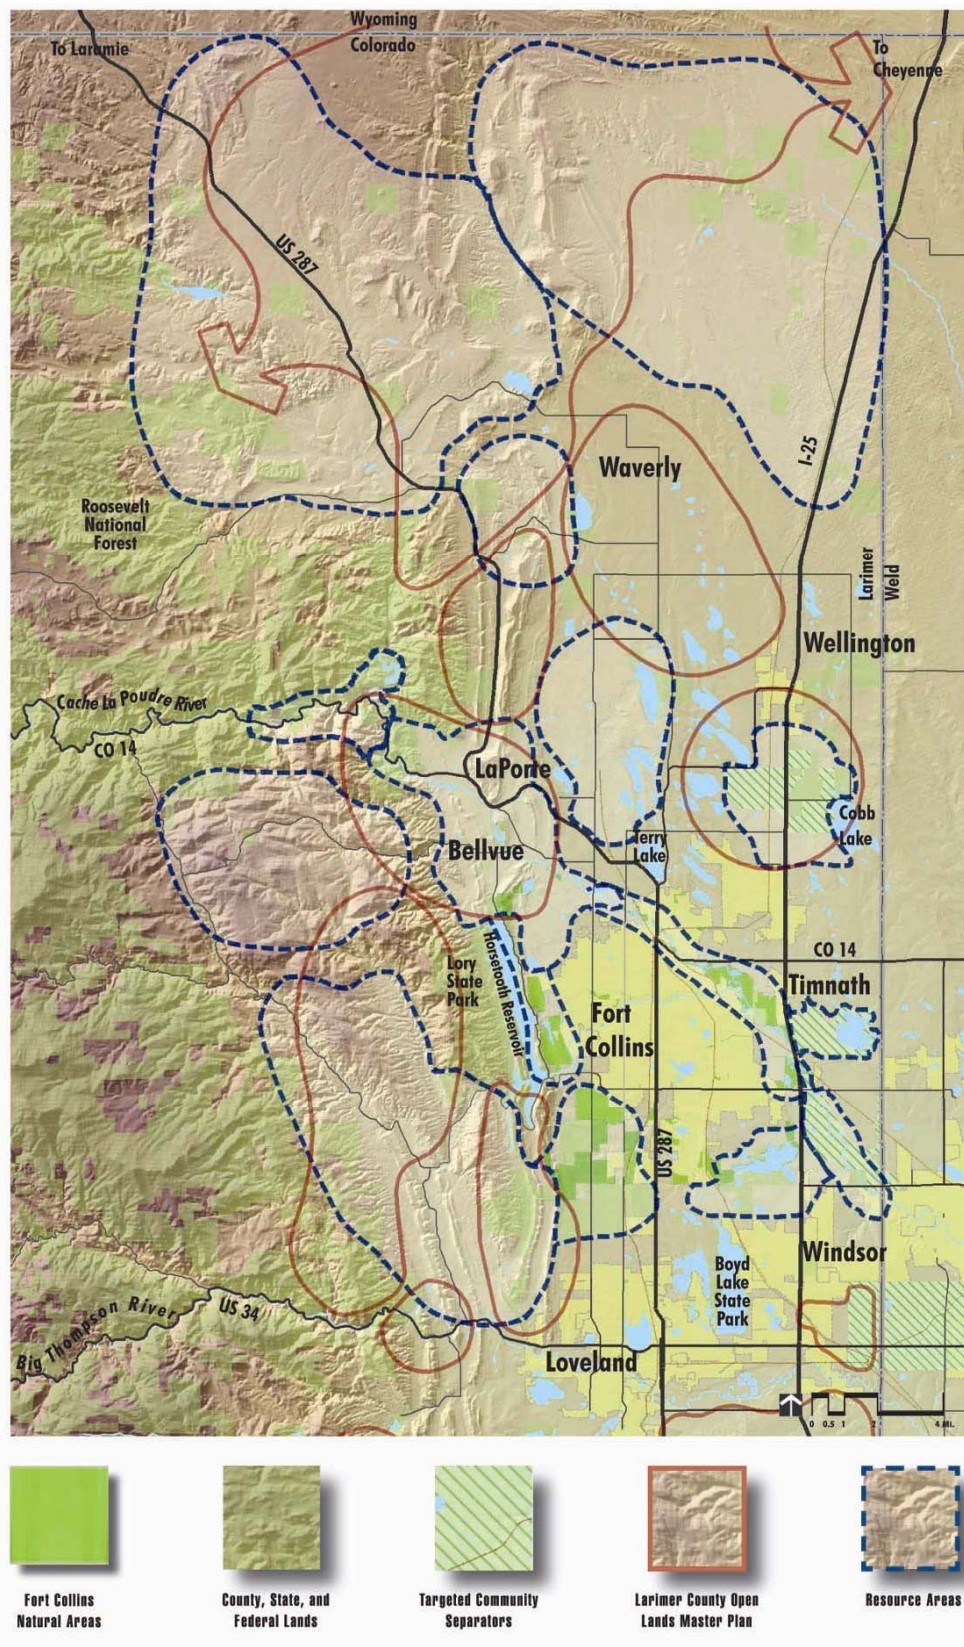 Wyoming
Colorado
To Laramie
To
Cheyenne
US 287
I-25
Waverly
Roosevelt
National
Forest
Larimer
Weld
Wellington
Cache La Poudre River
CO 14
LaPorte
Cobb
Lake
Bellvue
Terry
Lake
CO 14
Lory
State
Park
Horsetooth Reservoir
Timnath
Fort
Collins
US 287
Windsor
Boyd
Lake
State
Park
Big Thompson River
US 34
Loveland
0 0.5 1 2 4 Mi.
Fort Collins
Natural Areas
County, State, and
Federal Lands
Targeted Community
Separators
Larimer County Open
Lands Master Plan
Resource Areas